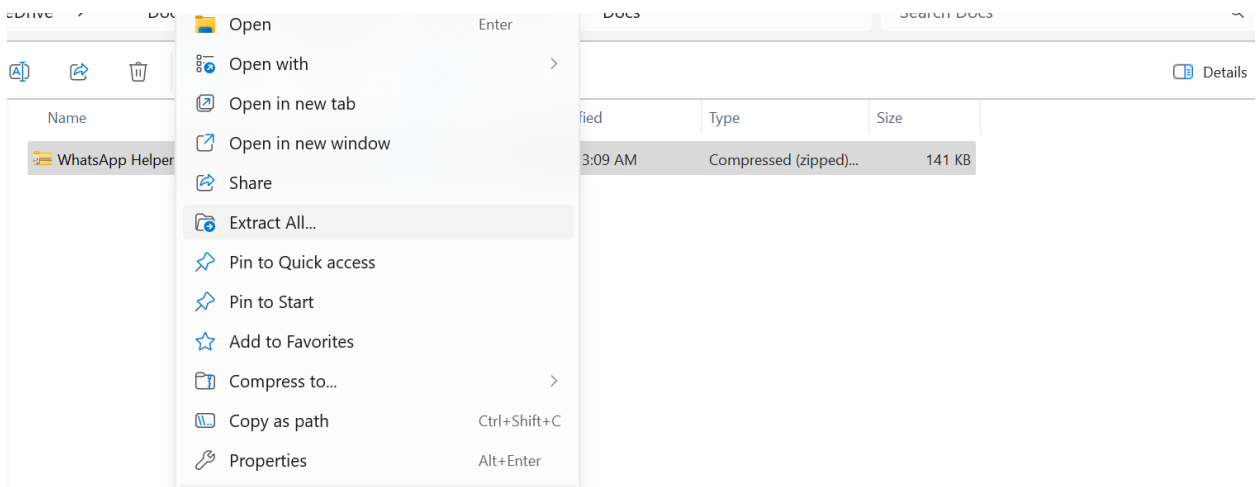 Docs
Search Docs
Open Enter
Open with
Open in new tab
Details
Name
fied
Type
Size
Open in new window
WhatsApp Helper
3:09 AM
Compressed (zipped)...
141 KB
Share
Extract All...
Pin to Quick access
Pin to Start
Add to Favorites
Compress to...
Copy as path Ctrl+Shift+C
Properties Alt+Enter